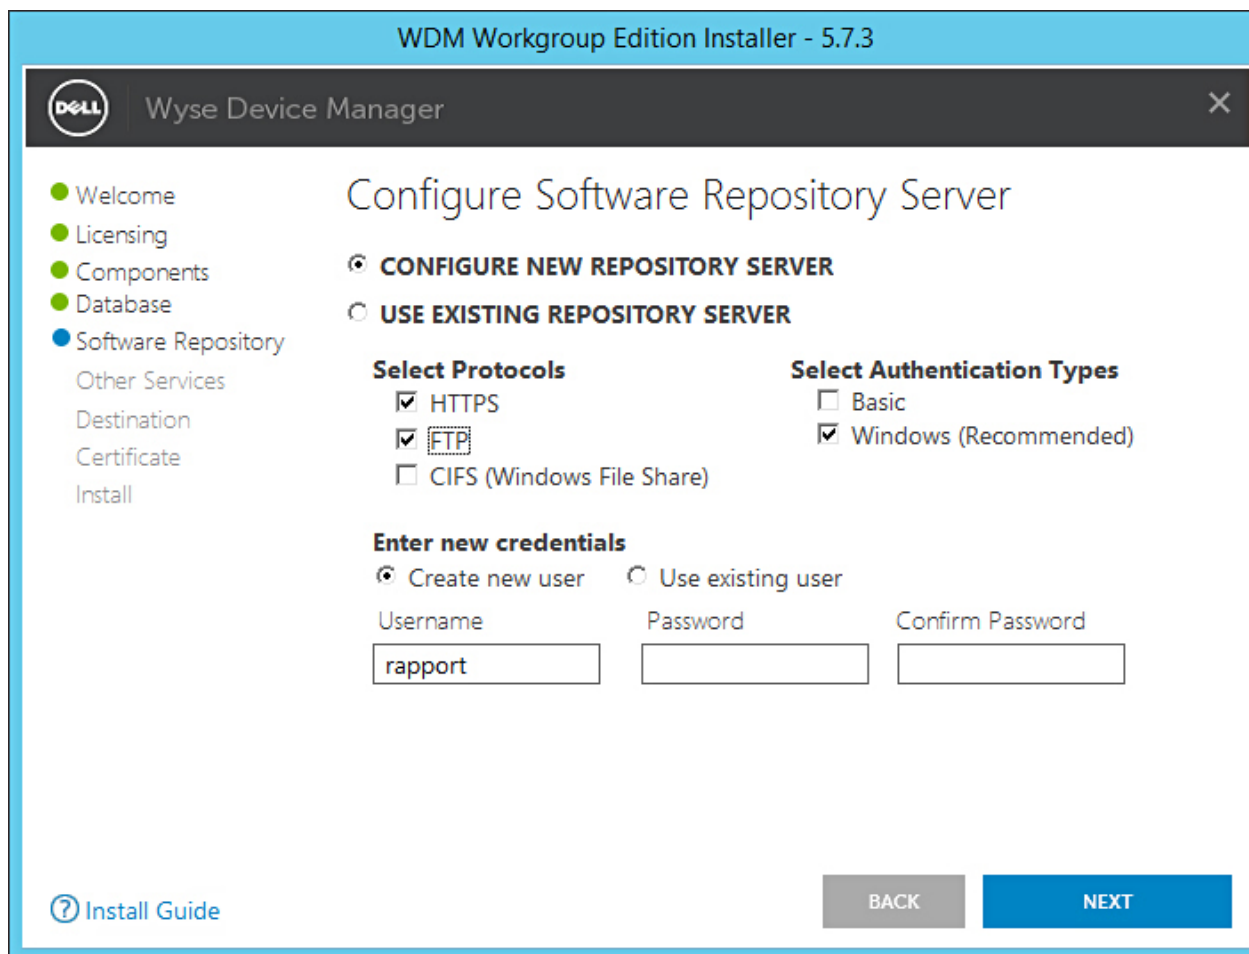 WDM Workgroup Edition Installer - 5.7.3
DELL Wyse Device Manager
Welcome
Licensing
Components
Database
Software Repository
Other Services
Destination
Certificate
Install
Configure Software Repository Server
CONFIGURE NEW REPOSITORY SERVER
USE EXISTING REPOSITORY SERVER
Select Protocols
HTTPS
FTP
CIFS (Windows File Share)
Select Authentication Types
Basic
Windows (Recommended)
Enter new credentials
Create new user Use existing user
Username Password Confirm Password
rapport
? Install Guide
BACK NEXT